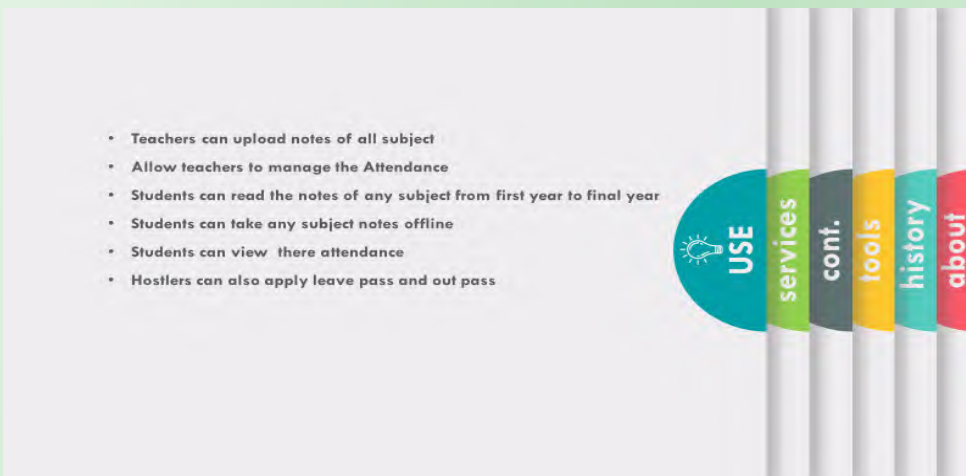 • Teachers can upload notes of all subject
• Allow teachers to manage the Attendance
• Students can read the notes of any subject from first year to final year
• Students can take any subject notes offline
• Students can view there attendance
• Hostlers can also apply leave pass and out pass
USE
services
cont.
tools
history
about